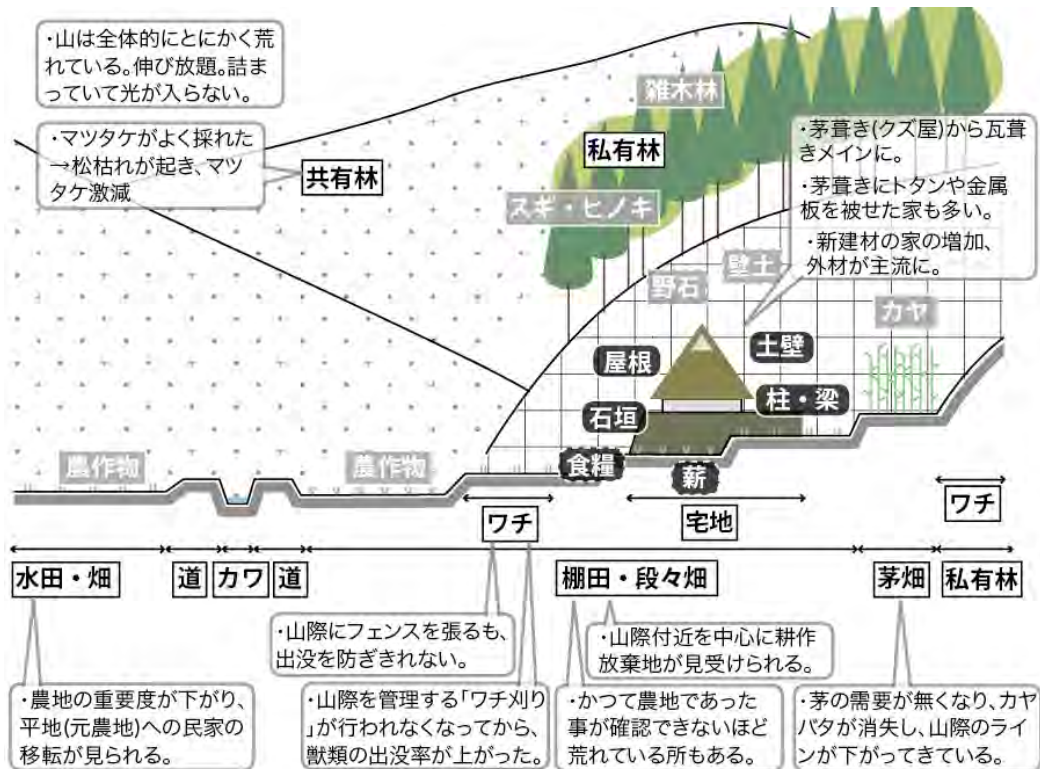 ・山は全体的にとにかく荒
れている。伸び放題。詰ま
っていて光が入らない。
・マツタケがよく採れた
→松枯れが起き、マツ
タケ激減
共有林
雑木林
私有林
スギ・ヒノキ
・茅葺き(クズ屋)から瓦葺
きメインに。
・茅葺きにトタンや金属
板を被せた家も多い。
・新建材の家の増加、
外材が主流に。
壁土
野石
カヤ
屋根
土壁
石垣
柱・梁
農作物
農作物
食糧
薪
ワチ
宅地
ワチ
水田・畑
道
カワ
道
棚田・段々畑
茅畑
私有林
・山際にフェンスを張るも、
出没を防ぎきれない。
・山際付近を中心に耕作
放棄地が見受けられる。
・農地の重要度が下がり、
平地(元農地)への民家の
移転が見られる。
・山際を管理する「ワチ刈り
」が行われなくなってから、
獣類の出没率が上がった。
・かつて農地であった
事が確認できないほど
荒れている所もある。
・茅の需要が無くなり、カヤ
バタが消失し、山際のライ
ンが下がってきている。